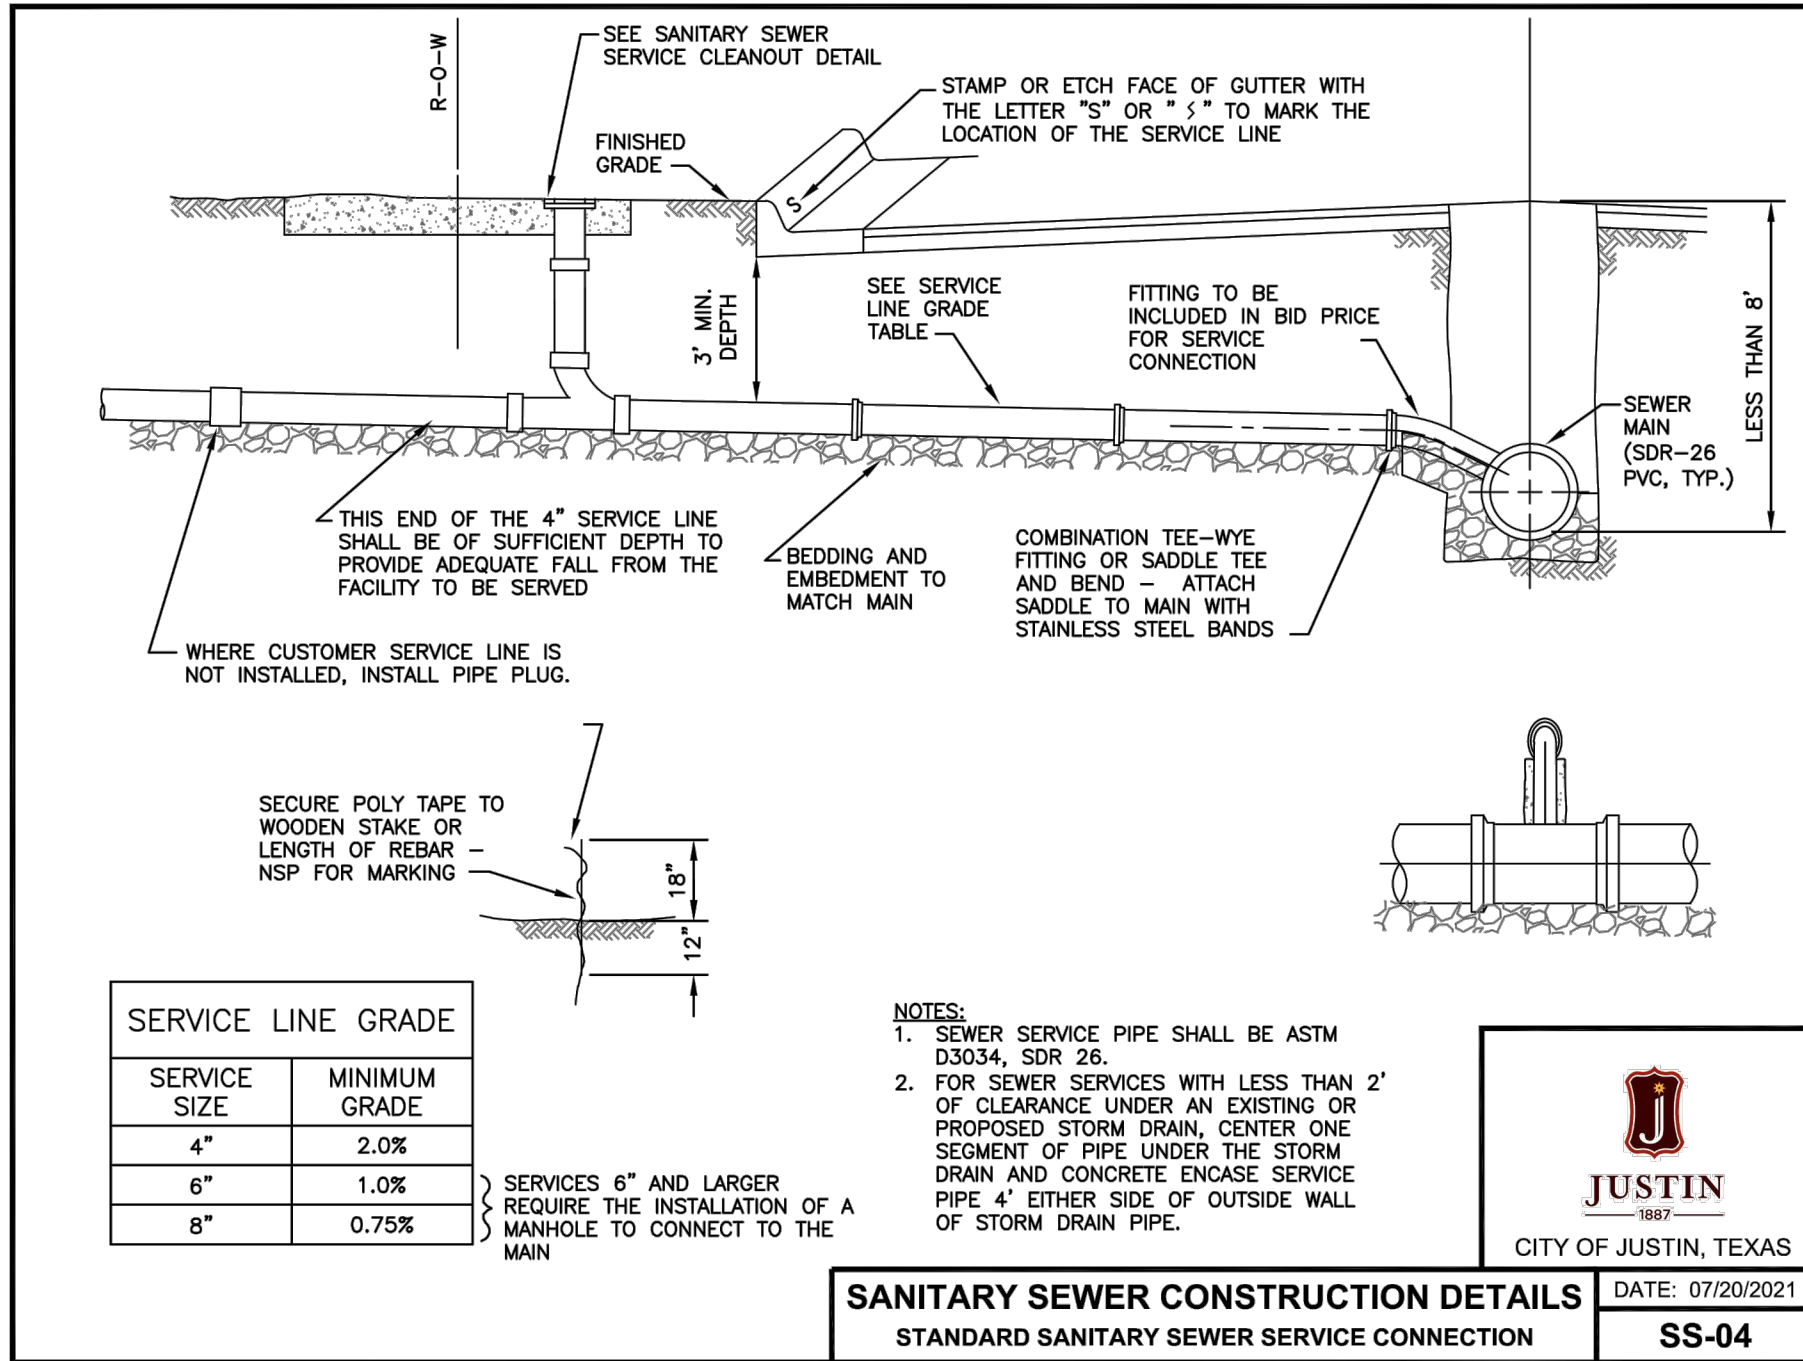 R-O-W
SEE SANITARY SEWER
SERVICE CLEANOUT DETAIL
STAMP OR ETCH FACE OF GUTTER WITH
THE LETTER "S" OR " S " TO MARK THE
LOCATION OF THE SERVICE LINE
FINISHED
GRADE
S
3' MIN.
DEPTH
SEE SERVICE
LINE GRADE
TABLE
FITTING TO BE
INCLUDED IN BID PRICE
FOR SERVICE
CONNECTION
LESS THAN 8'
SEWER
MAIN
(SDR-26
PVC, TYP.)
THIS END OF THE 4" SERVICE LINE
SHALL BE OF SUFFICIENT DEPTH TO
PROVIDE ADEQUATE FALL FROM THE
FACILITY TO BE SERVED
BEDDING AND
EMBEDMENT TO
MATCH MAIN
COMBINATION TEE-WYE
FITTING OR SADDLE TEE
AND BEND - ATTACH
SADDLE TO MAIN WITH
STAINLESS STEEL BANDS
WHERE CUSTOMER SERVICE LINE IS
NOT INSTALLED, INSTALL PIPE PLUG.
SECURE POLY TAPE TO
WOODEN STAKE OR
LENGTH OF REBAR -
NSP FOR MARKING
18"
12"
SERVICE LINE GRADE
SERVICE
SIZE
MINIMUM
GRADE
4" 2.0%
6" 1.0%
8" 0.75%
SERVICES 6" AND LARGER
REQUIRE THE INSTALLATION OF A
MANHOLE TO CONNECT TO THE
MAIN
NOTES:
1. SEWER SERVICE PIPE SHALL BE ASTM
D3034, SDR 26.
2. FOR SEWER SERVICES WITH LESS THAN 2'
OF CLEARANCE UNDER AN EXISTING OR
PROPOSED STORM DRAIN, CENTER ONE
SEGMENT OF PIPE UNDER THE STORM
DRAIN AND CONCRETE ENCASE SERVICE
PIPE 4' EITHER SIDE OF OUTSIDE WALL
OF STORM DRAIN PIPE.
J
JUSTIN
1887
CITY OF JUSTIN, TEXAS
SANITARY SEWER CONSTRUCTION DETAILS
STANDARD SANITARY SEWER SERVICE CONNECTION
DATE: 07/20/2021
SS-04